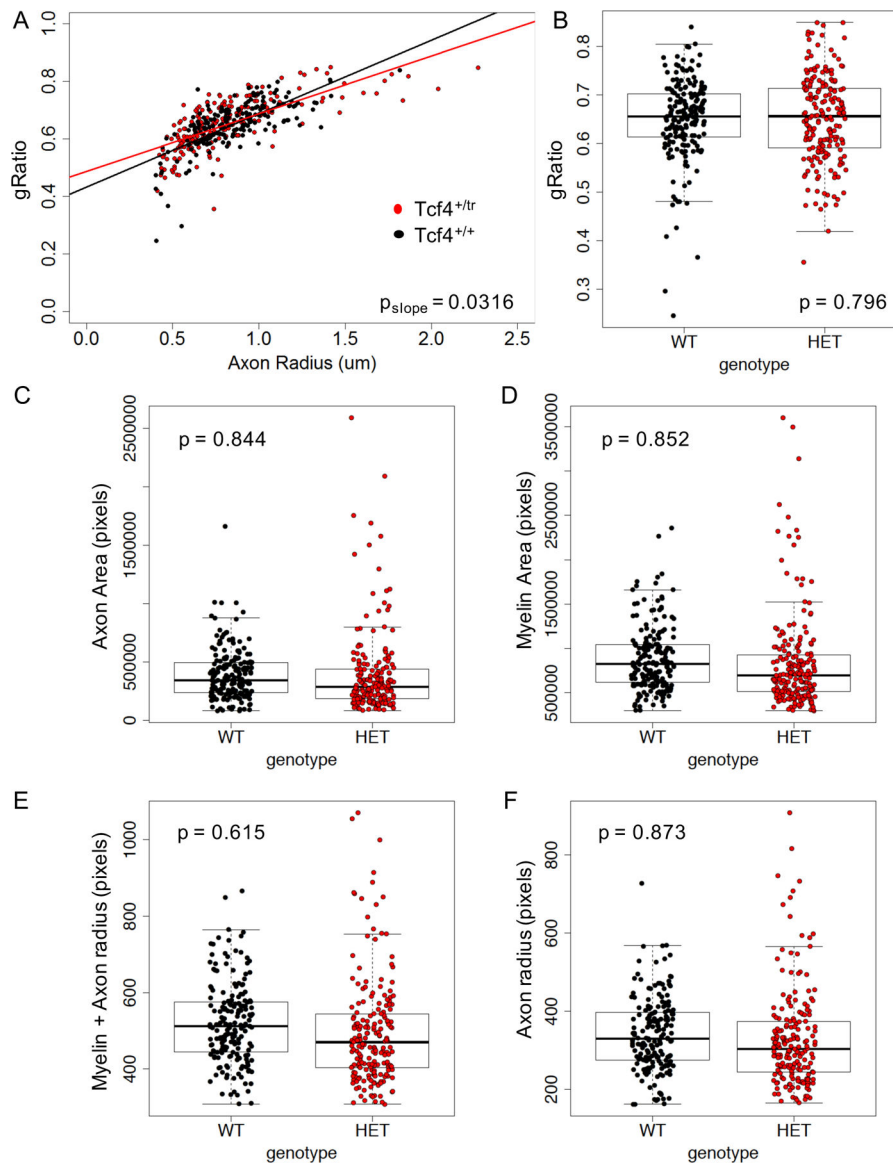 A
gRatio
1.0
0.8
0.6
0.4
0.2
0.0
Tcf4+/tr
Tcf4+/+
pslope = 0.0316
0.0 0.5 1.0 1.5 2.0 2.5
Axon Radius (um)
B
gRatio
0.8
0.7
0.6
0.5
0.4
0.3
p = 0.796
WT HET
genotype
C
Axon Area (pixels)
2500000
1500000
500000
0
p = 0.844
WT HET
genotype
D
Myelin Area (pixels)
3500000
2500000
1500000
500000
p = 0.852
WT HET
genotype
E
Myelin + Axon radius (pixels)
1000
800
600
400
p = 0.615
WT HET
genotype
F
Axon radius (pixels)
800
600
400
200
p = 0.873
WT HET
genotype